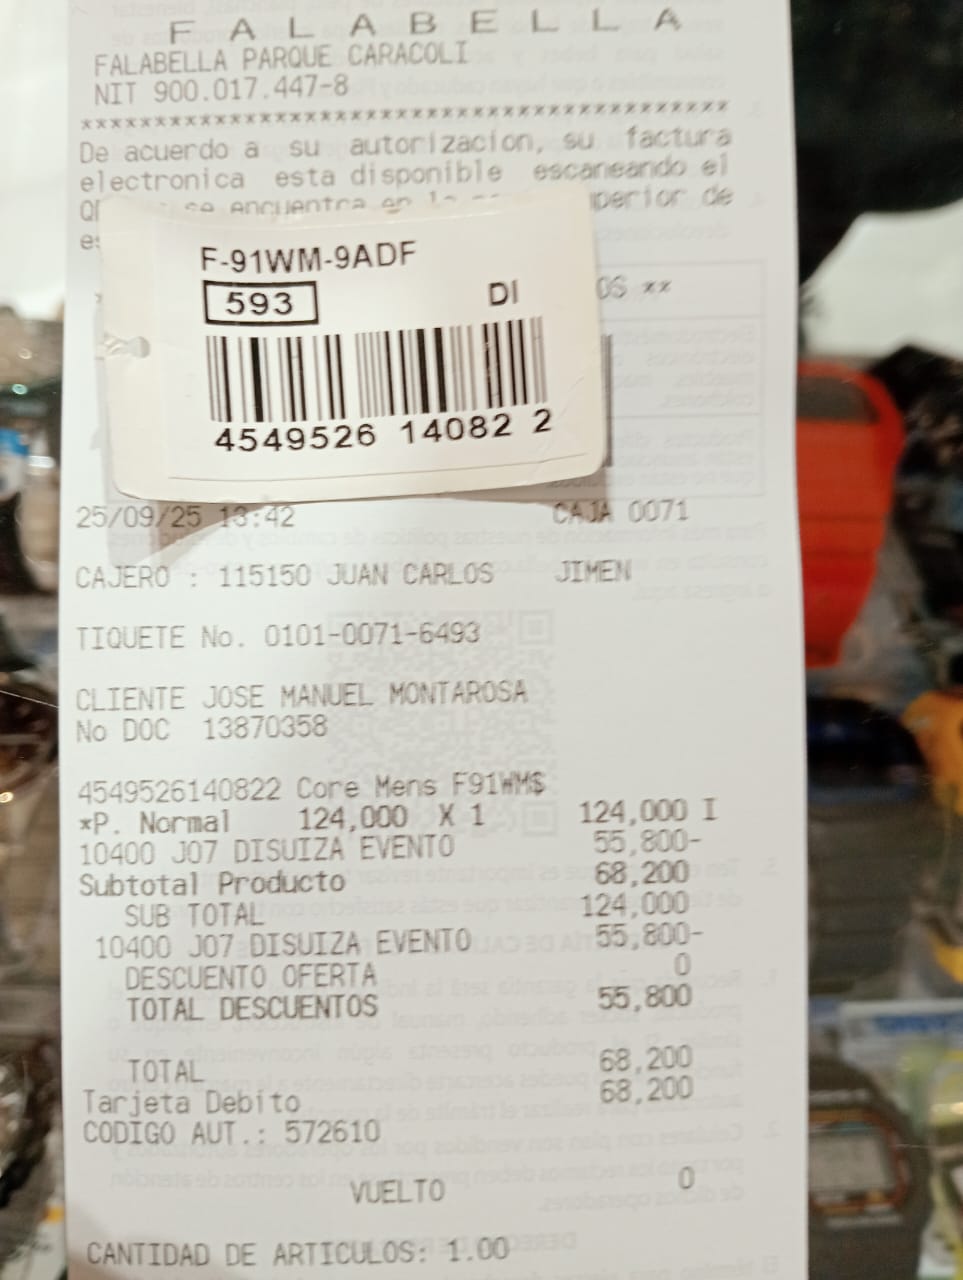 F A L A B E L L A
FALABELLA PARQUE CARACOLI
NIT 900.017.447-8
******************************************
De acuerdo a su autorizacion, su factura
electronica esta disponible escaneando el
se encuentra en de
F-91WM-9ADF
593 DI
4549526 14082 2
OS **
25/09/25 13:42 CAJA 0071
CAJERO : 115150 JUAN CARLOS JIMEN
TIQUETE No. 0101-0071-6493
CLIENTE JOSE MANUEL MONTAROSA
No DOC 13870358
4549526140822 Core Mens F91WM$
*P. Normal 124,000 X 1 124,000 I
10400 J07 DISUIZA EVENTO 55,800-
Subtotal Producto 68,200
SUB TOTAL 124,000
10400 J07 DISUIZA EVENTO 55,800-
DESCUENTO OFERTA 0
TOTAL DESCUENTOS 55,800
TOTAL 68,200
Tarjeta Debito 68,200
CODIGO AUT.: 572610
VUELTO 0
CANTIDAD DE ARTICULOS: 1.00